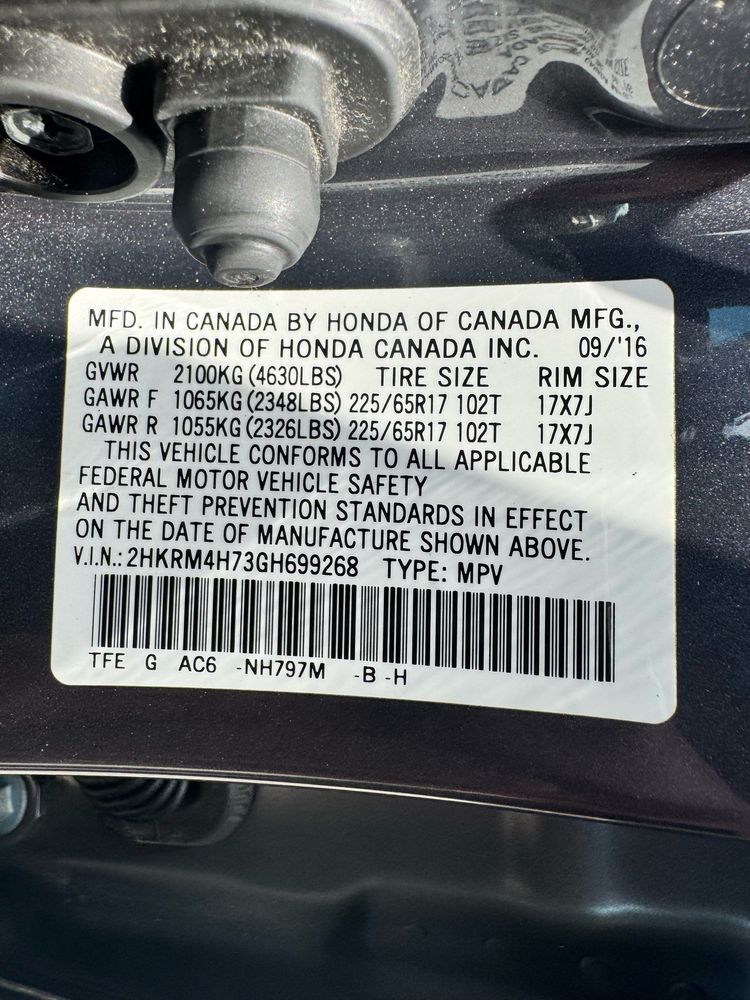 MFD. IN CANADA BY HONDA OF CANADA MFG.,
A DIVISION OF HONDA CANADA INC. 09/'16
GVWR 2100KG (4630LBS) TIRE SIZE RIM SIZE
GAWR F 1065KG (2348LBS) 225/65R17 102T 17X7J
GAWR R 1055KG (2326LBS) 225/65R17 102T 17X7J
THIS VEHICLE CONFORMS TO ALL APPLICABLE
FEDERAL MOTOR VEHICLE SAFETY
AND THEFT PREVENTION STANDARDS IN EFFECT
ON THE DATE OF MANUFACTURE SHOWN ABOVE.
V.I.N.: 2HKRM4H73GH699268 TYPE: MPV
TFE G AC6 -NH797M -B -H